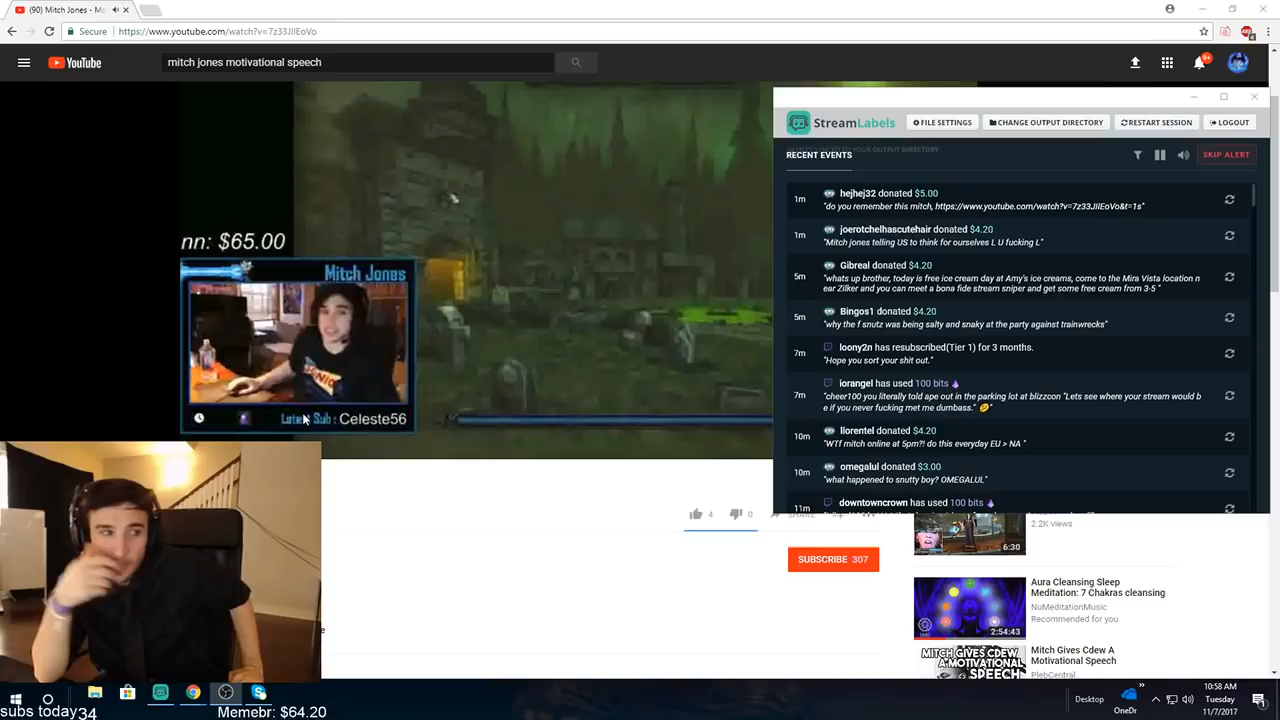 (90) Mitch Jones - Mo
Secure
https://www.youtube.com/watch?v=7z33JIIEoVo
YouTube
mitch jones motivational speech
9+
nn: $65.00
Mitch Jones
SONIC
Latest Sub: Celeste56
StreamLabels
FILE SETTINGS
CHANGE OUTPUT DIRECTORY
RESTART SESSION
LOGOUT
RECENT EVENTS
SKIP ALERT
1m
hejhej32 donated $5.00
"do you remember this mitch, https://www.youtube.com/watch?v=7z33JIIEoVo&t=1s"
1m
joerotchelhascutehair donated $4.20
"Mitch jones telling US to think for ourselves L U fucking L"
5m
Gibreal donated $4.20
"whats up brother, today is free ice cream day at Amy's ice creams, come to the Mira Vista location n
ear Zilker and you can meet a bona fide stream sniper and get some free cream from 3-5 "
5m
Bingos1 donated $4.20
"why the f snutz was being salty and snaky at the party against trainwrecks"
7m
loony2n has resubscribed(Tier 1) for 3 months.
"Hope you sort your shit out."
7m
iorangel has used 100 bits
"cheer100 you literally told ape out in the parking lot at blizzcon "Lets see where your stream would b
e if you never fucking met me dumbass."
10m
llorentel donated $4.20
"WTf mitch online at 5pm?! do this everyday EU > NA "
10m
omegalul donated $3.00
"what happened to snutty boy? OMEGALUL"
11m
downtowncrown has used 100 bits
4
0
SHARE
SUBSCRIBE 307
2.2K views
6:30
Aura Cleansing Sleep
Meditation: 7 Chakras cleansing
NuMeditationMusic
Recommended for you
2:54:43
MITCH GIVES CDEW
A MOTIVATIONAL
SPEECH
Mitch Gives Cdew A
Motivational Speech
PlebCentral
subs today34
Memebr: $64.20
Desktop
OneDr
10:58 AM
Tuesday
11/7/2017